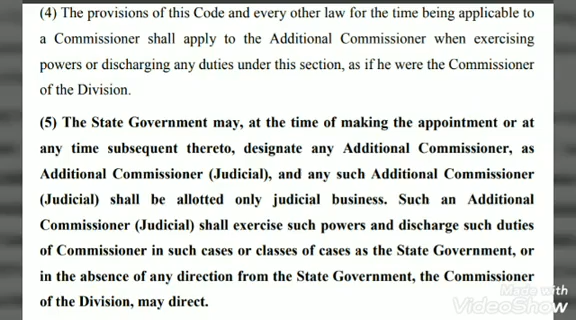 (4) The provisions of this Code and every other law for the time being applicable to
a Commissioner shall apply to the Additional Commissioner when exercising
powers or discharging any duties under this section, as if he were the Commissioner
of the Division.
(5) The State Government may, at the time of making the appointment or at
any time subsequent thereto, designate any Additional Commissioner, as
Additional Commissioner (Judicial), and any such Additional Commissioner
(Judicial) shall be allotted only judicial business. Such an Additional
Commissioner (Judicial) shall exercise such powers and discharge such duties
of Commissioner in such cases or classes of cases as the State Government, or
in the absence of any direction from the State Government, the Commissioner
of the Division, may direct.
Made with
VideoShow